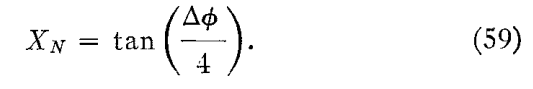 X_N = tan(Δϕ/4). (59)